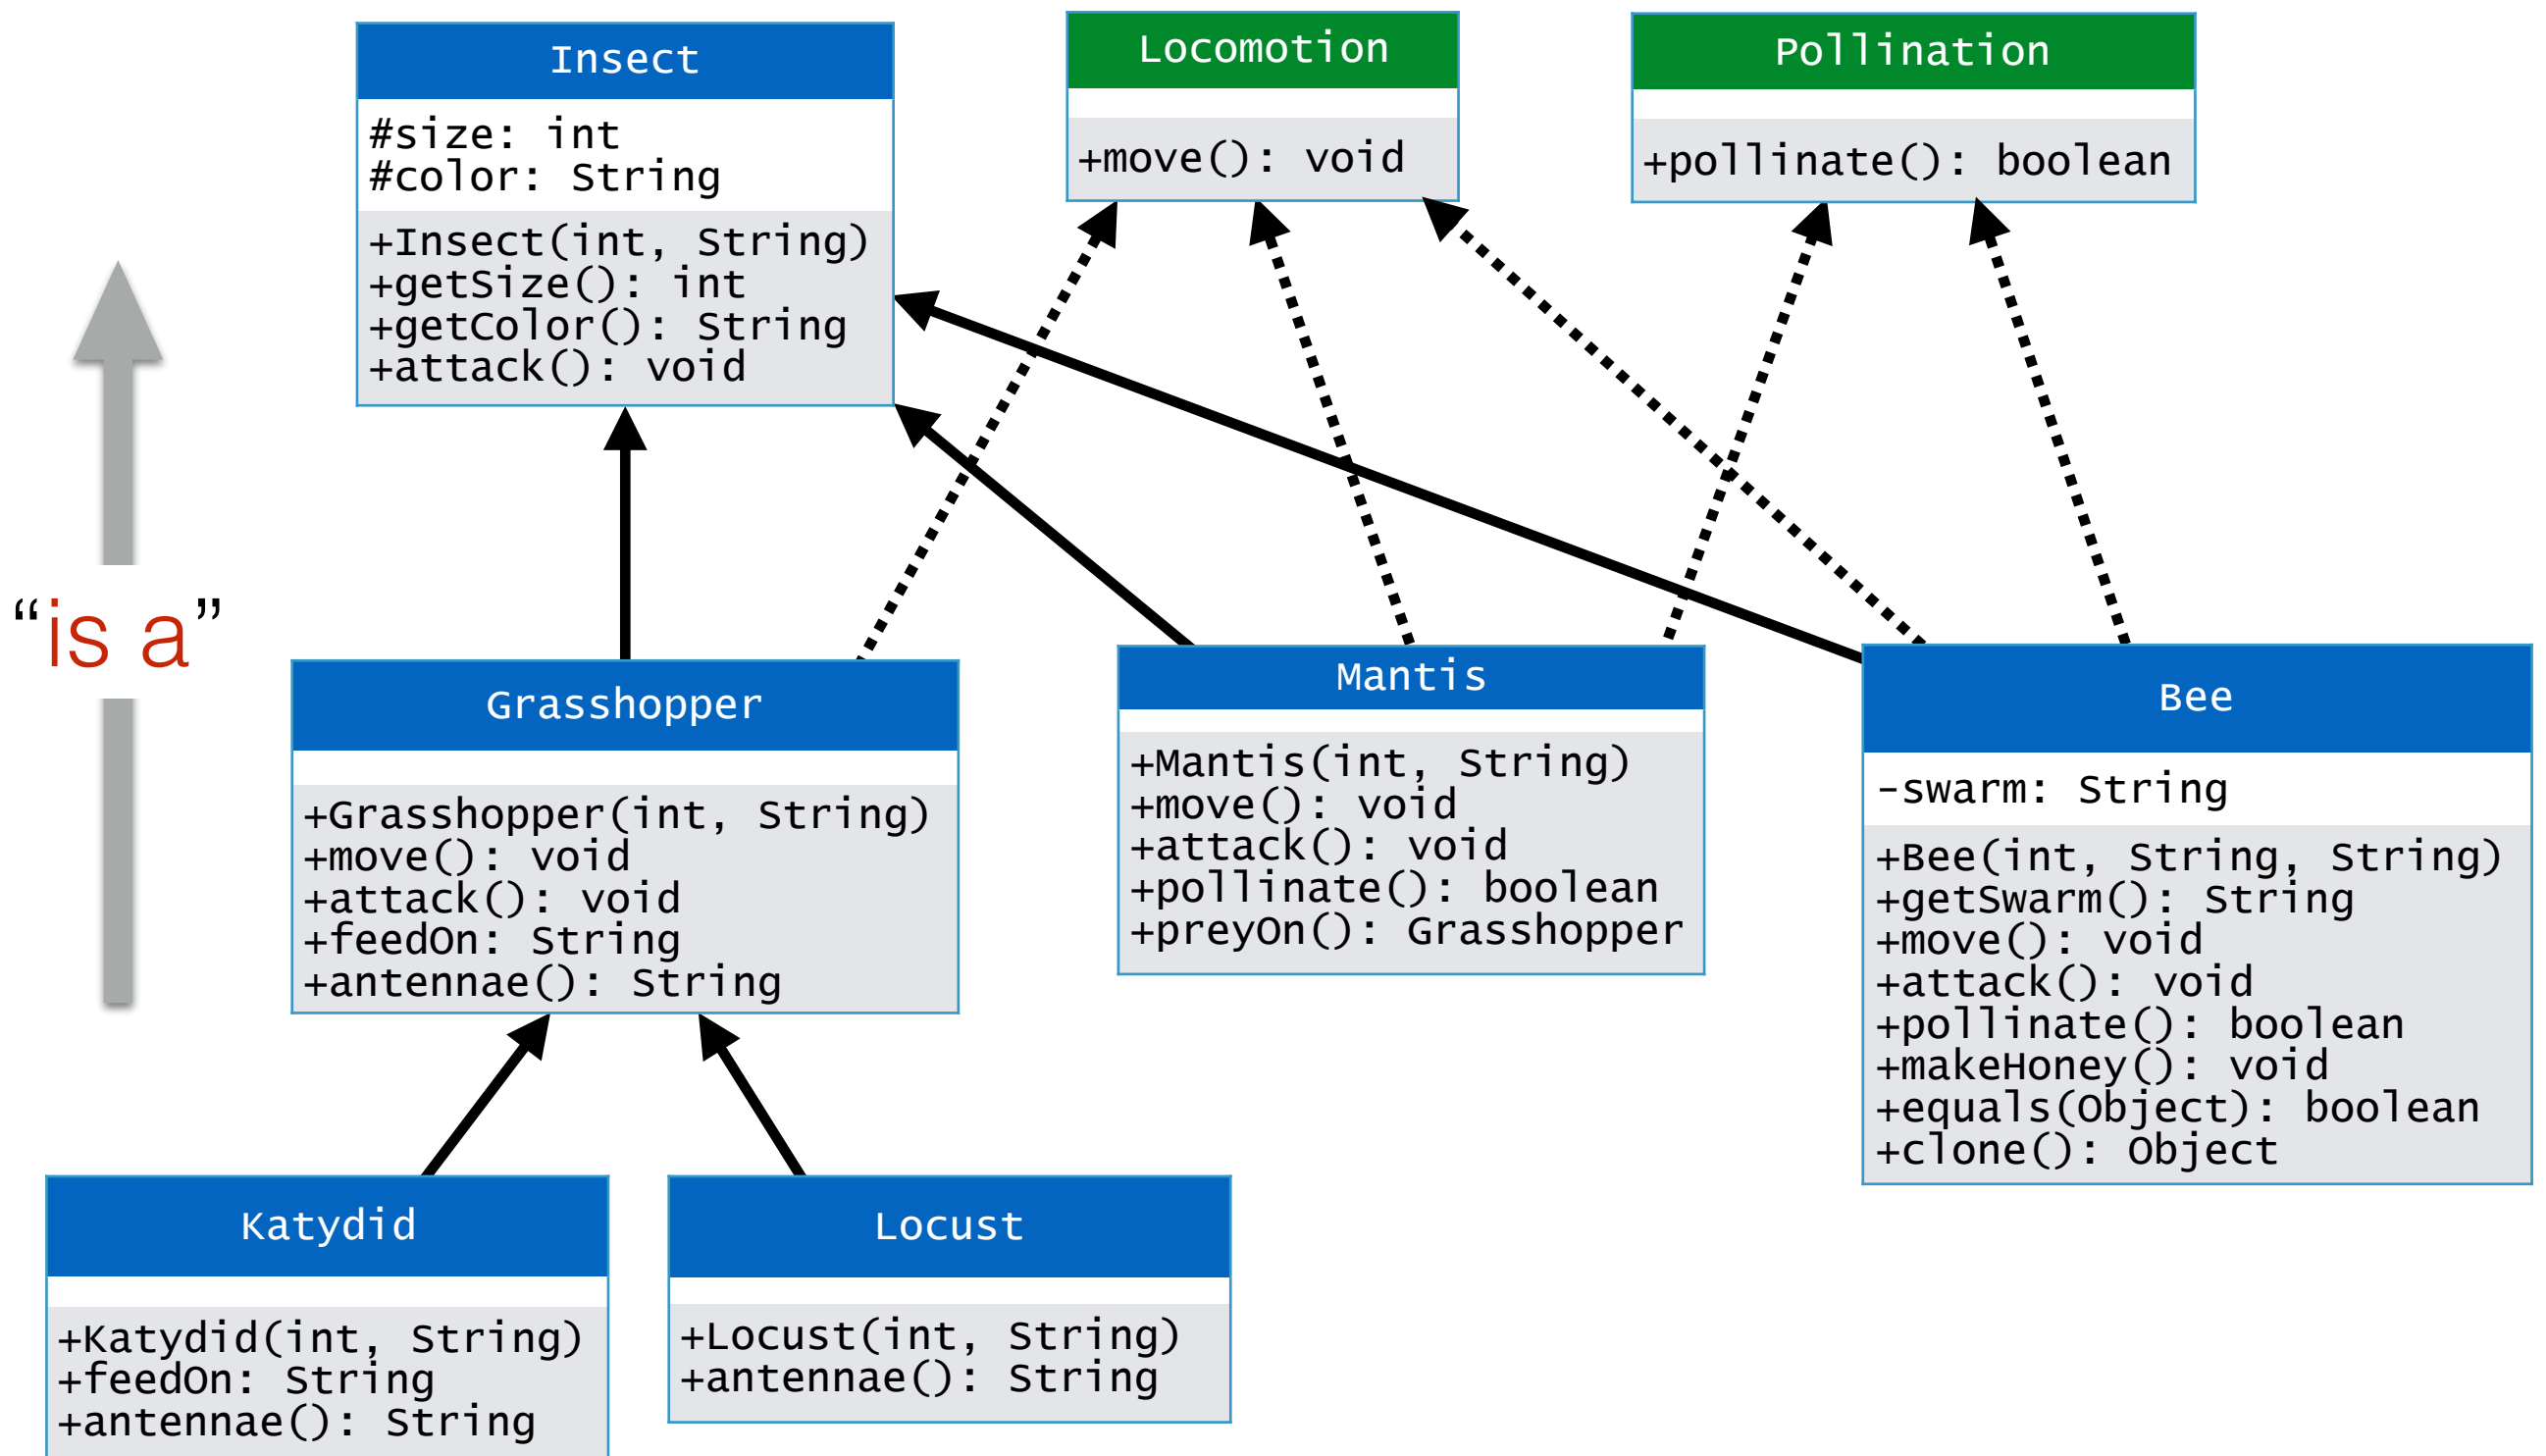 Insect
#size: int
#color: String
+Insect(int, String)
+getSize(): int
+getColor(): String
+attack(): void
Locomotion
+move(): void
Pollination
+pollinate(): boolean
“is a”
Grasshopper
+Grasshopper(int, String)
+move(): void
+attack(): void
+feedOn: String
+antennae(): String
Mantis
+Mantis(int, String)
+move(): void
+attack(): void
+pollinate(): boolean
+preyOn(): Grasshopper
Bee
-swarm: String
+Bee(int, String, String)
+getSwarm(): String
+move(): void
+attack(): void
+pollinate(): boolean
+makeHoney(): void
+equals(Object): boolean
+clone(): Object
Katydid
+Katydid(int, String)
+feedOn: String
+antennae(): String
Locust
+Locust(int, String)
+antennae(): String